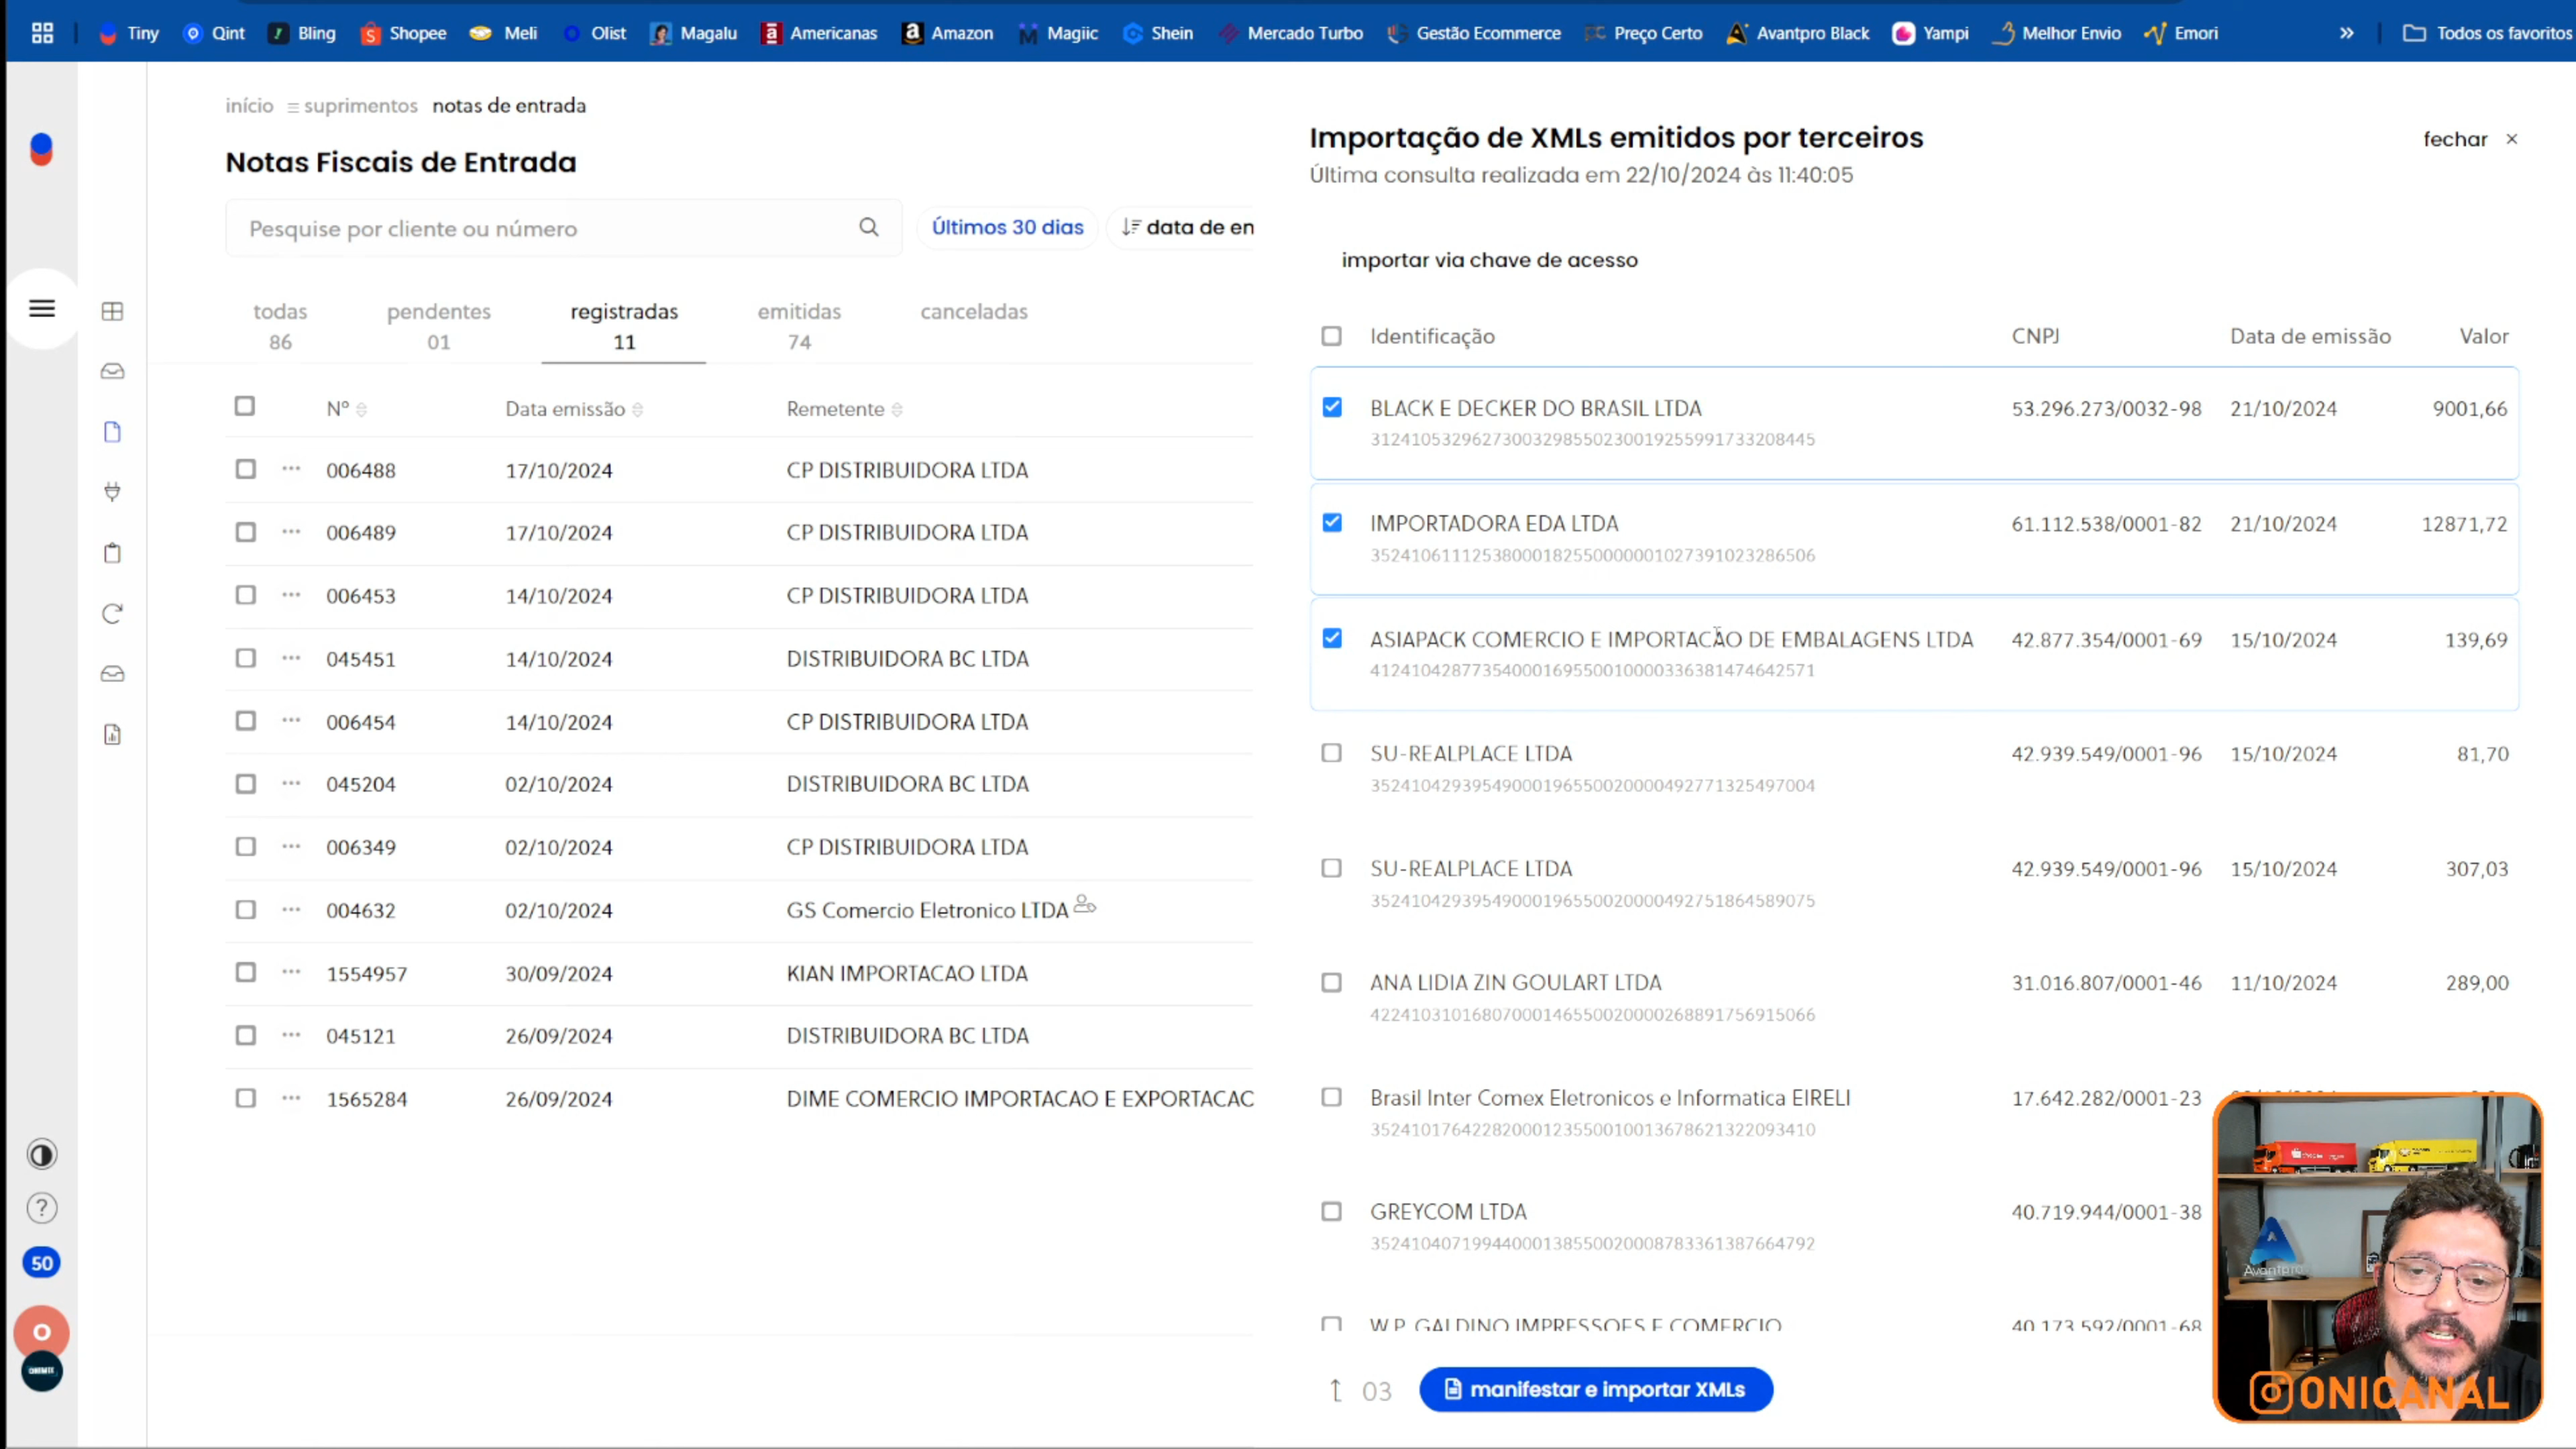 Tiny Qint Bling Shopee Meli Olist Magalu Americanas Amazon Magiic Shein Mercado Turbo Gestão Ecommerce Preço Certo Avantpro Black Yampi Melhor Envio Emori » Todos os favoritos
início suprimentos notas de entrada
Notas Fiscais de Entrada
Pesquise por cliente ou número
Últimos 30 dias
data de en
todas pendentes registradas emitidas canceladas
86 01 11 74
Nº Data emissão Remetente
006488 17/10/2024 CP DISTRIBUIDORA LTDA
006489 17/10/2024 CP DISTRIBUIDORA LTDA
006453 14/10/2024 CP DISTRIBUIDORA LTDA
045451 14/10/2024 DISTRIBUIDORA BC LTDA
006454 14/10/2024 CP DISTRIBUIDORA LTDA
045204 02/10/2024 DISTRIBUIDORA BC LTDA
006349 02/10/2024 CP DISTRIBUIDORA LTDA
004632 02/10/2024 GS Comercio Eletronico LTDA
1554957 30/09/2024 KIAN IMPORTACAO LTDA
045121 26/09/2024 DISTRIBUIDORA BC LTDA
1565284 26/09/2024 DIME COMERCIO IMPORTACAO E EXPORTACAC
50
O
Importação de XMLs emitidos por terceiros
fechar ×
Última consulta realizada em 22/10/2024 às 11:40:05
importar via chave de acesso
Identificação CNPJ Data de emissão Valor
BLACK E DECKER DO BRASIL LTDA 53.296.273/0032-98 21/10/2024 9001,66
31241053296273003298550230019255991733208445
IMPORTADORA EDA LTDA 61.112.538/0001-82 21/10/2024 12871,72
35241061112538000182550000001027391023286506
ASIAPACK COMERCIO E IMPORTACAO DE EMBALAGENS LTDA 42.877.354/0001-69 15/10/2024 139,69
41241042877354000169550010000336381474642571
SU-REALPLACE LTDA 42.939.549/0001-96 15/10/2024 81,70
35241042939549000196550020000492771325497004
SU-REALPLACE LTDA 42.939.549/0001-96 15/10/2024 307,03
35241042939549000196550020000492751864589075
ANA LIDIA ZIN GOULART LTDA 31.016.807/0001-46 11/10/2024 289,00
42241031016807000146550020000268891756915066
Brasil Inter Comex Eletronicos e Informatica EIRELI 17.642.282/0001-23
35241017642282000123550010013678621322093410
GREYCOM LTDA 40.719.944/0001-38
35241040719944000138550020008783361387664792
W.P. GALDINO IMPRESSOES E COMERCIO 40.173.592/0001-68
03 manifestar e importar XMLs
Avantpro
ONICANAL